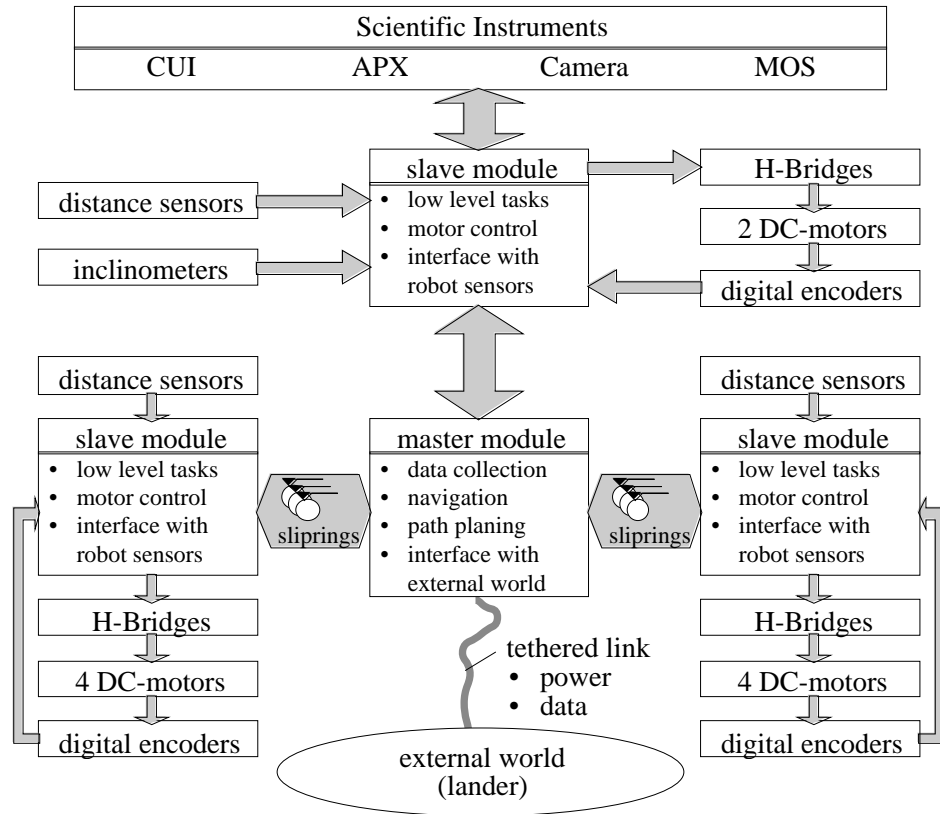 Scientific Instruments
CUI APX Camera MOS
slave module
• low level tasks
• motor control
• interface with
robot sensors
distance sensors
inclinometers
H-Bridges
2 DC-motors
digital encoders
distance sensors
slave module
• low level tasks
• motor control
• interface with
robot sensors
H-Bridges
4 DC-motors
digital encoders
sliprings
master module
• data collection
• navigation
• path planing
• interface with
external world
sliprings
distance sensors
slave module
• low level tasks
• motor control
• interface with
robot sensors
H-Bridges
4 DC-motors
digital encoders
tethered link
• power
• data
external world
(lander)